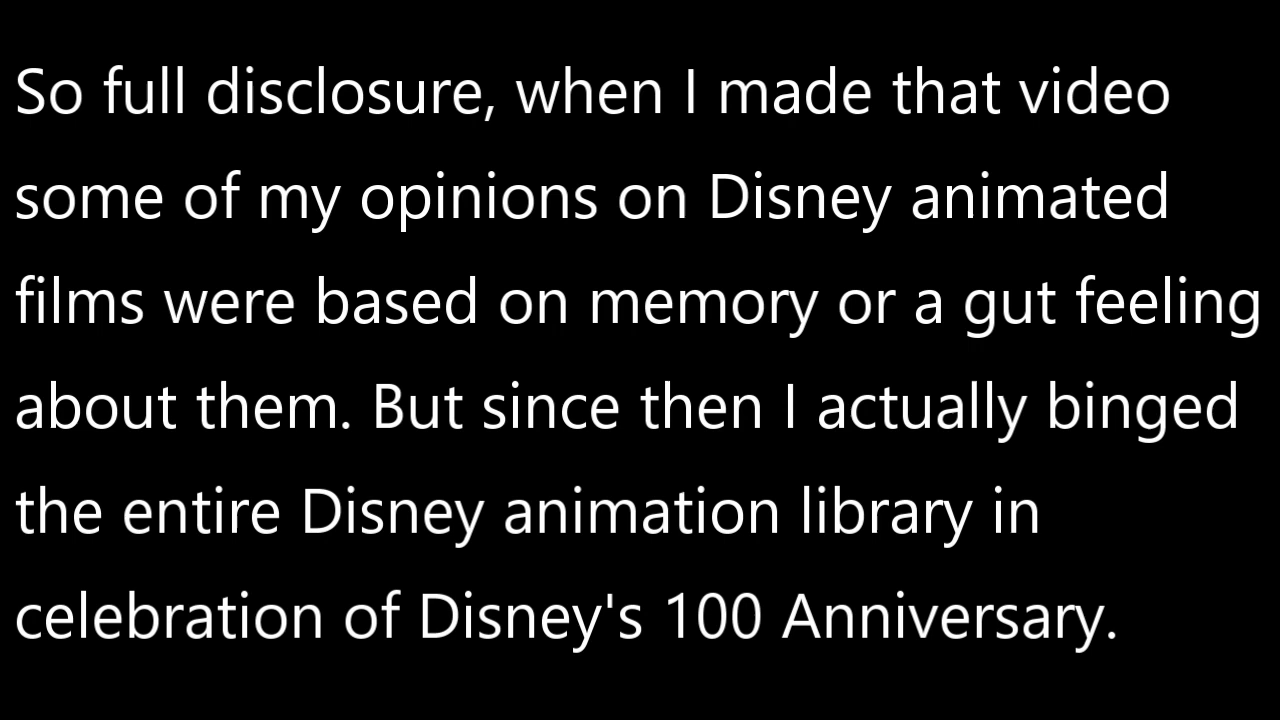 So full disclosure, when I made that video
some of my opinions on Disney animated
films were based on memory or a gut feeling
about them. But since then I actually binged
the entire Disney animation library in
celebration of Disney's 100 Anniversary.